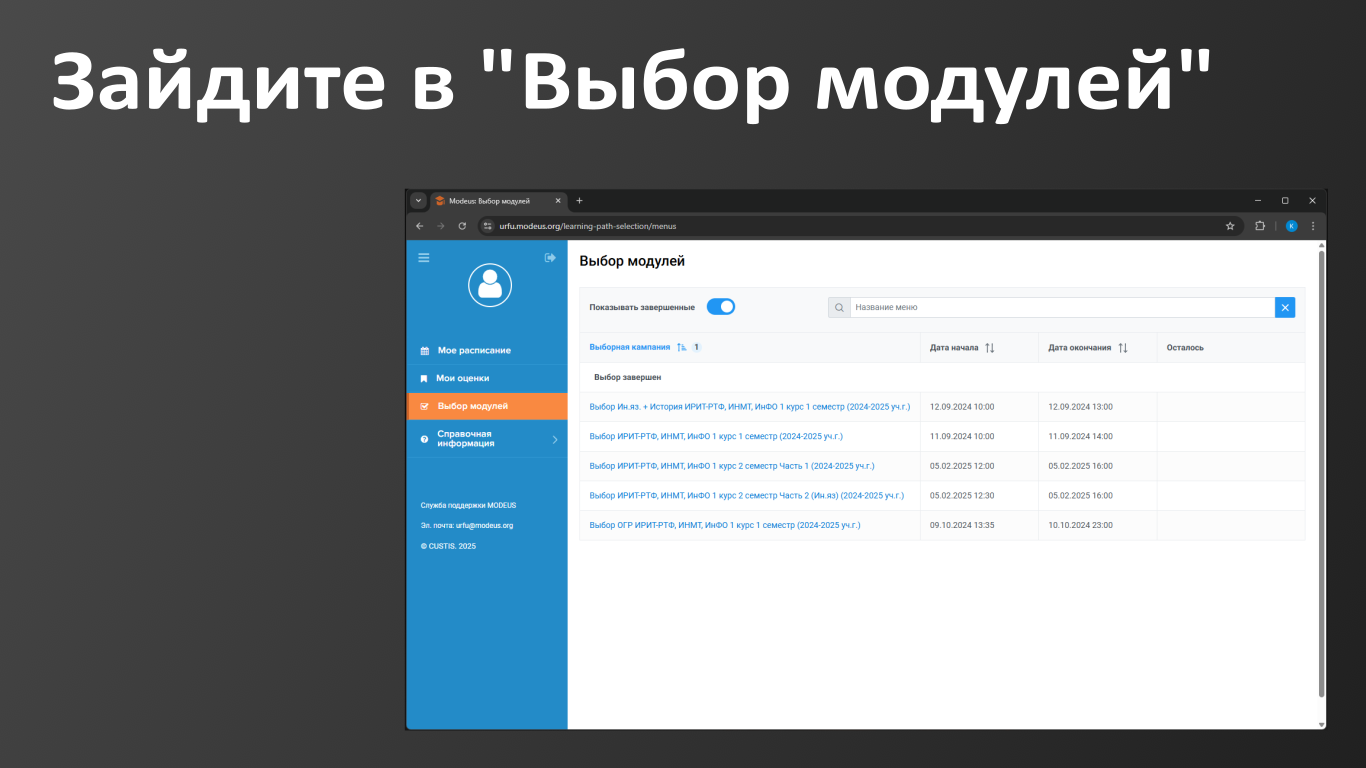 Зайдите в "Выбор модулей"
Modeus: Выбор модулей
urfu.modeus.org/learning-path-selection/menus
K
Выбор модулей
Показывать завершенные
Название меню
Мое расписание
Мои оценки
Выбор модулей
Справочная
информация
Служба поддержки MODEUS
Эл. почта: urfu@modeus.org
© CUSTIS. 2025
Выборная кампания 1 Дата начала Дата окончания Осталось
Выбор завершен
Выбор Ин.яз. + История ИРИТ-РТФ, ИНМТ, ИнФО 1 курс 1 семестр (2024-2025 уч.г.) 12.09.2024 10:00 12.09.2024 13:00
Выбор ИРИТ-РТФ, ИНМТ, ИнФО 1 курс 1 семестр (2024-2025 уч.г.) 11.09.2024 10:00 11.09.2024 14:00
Выбор ИРИТ-РТФ, ИНМТ, ИнФО 1 курс 2 семестр Часть 1 (2024-2025 уч.г.) 05.02.2025 12:00 05.02.2025 16:00
Выбор ИРИТ-РТФ, ИНМТ, ИнФО 1 курс 2 семестр Часть 2 (Ин.яз) (2024-2025 уч.г.) 05.02.2025 12:30 05.02.2025 16:00
Выбор ОГР ИРИТ-РТФ, ИНМТ, ИнФО 1 курс 1 семестр (2024-2025 уч.г.) 09.10.2024 13:35 10.10.2024 23:00